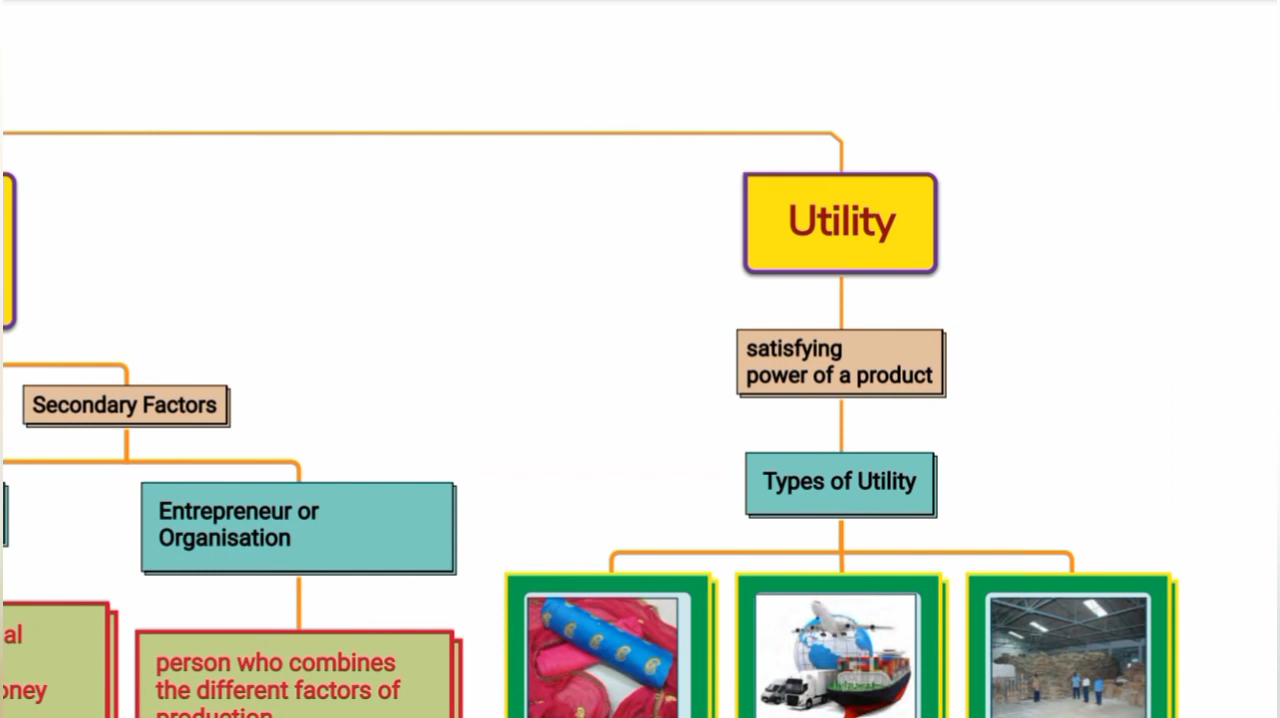 Utility
satisfying
power of a product
Secondary Factors
Types of Utility
Entrepreneur or
Organisation
al
oney
person who combines
the different factors of
production